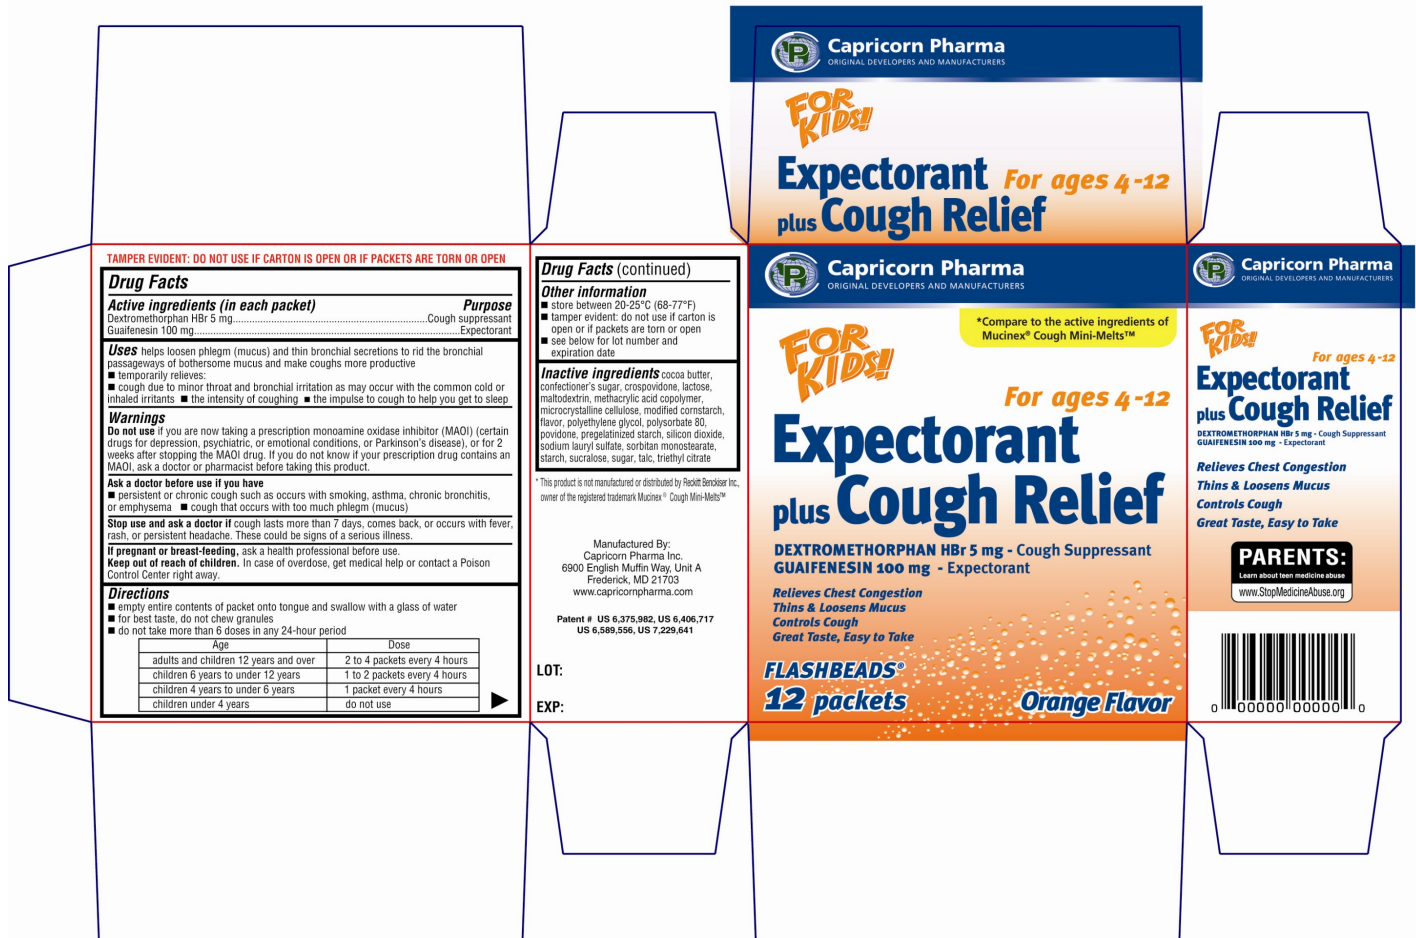 Capricorn Pharma
ORIGINAL DEVELOPERS AND MANUFACTURERS
FOR
KIDS!!
Expectorant For ages 4-12
plus Cough Relief
TAMPER EVIDENT: DO NOT USE IF CARTON IS OPEN OR IF PACKETS ARE TORN OR OPEN
Drug Facts
Active ingredients (in each packet) Purpose
Dextromethorphan HBr 5 mg......Cough suppressant
Guaifenesin 100 mg......Expectorant
Uses helps loosen phlegm (mucus) and thin bronchial secretions to rid the bronchial
passageways of bothersome mucus and make coughs more productive
■ temporarily relieves:
■ cough due to minor throat and bronchial irritation as may occur with the common cold or
inhaled irritants ■ the intensity of coughing ■ the impulse to cough to help you get to sleep
Warnings
Do not use if you are now taking a prescription monoamine oxidase inhibitor (MAOI) (certain
drugs for depression, psychiatric, or emotional conditions, or Parkinson's disease), or for 2
weeks after stopping the MAOI drug. If you do not know if your prescription drug contains an
MAOI, ask a doctor or pharmacist before taking this product.
Ask a doctor before use if you have
■ persistent or chronic cough such as occurs with smoking, asthma, chronic bronchitis,
or emphysema ■ cough that occurs with too much phlegm (mucus)
Stop use and ask a doctor if cough lasts more than 7 days, comes back, or occurs with fever,
rash, or persistent headache. These could be signs of a serious illness.
If pregnant or breast-feeding, ask a health professional before use.
Keep out of reach of children. In case of overdose, get medical help or contact a Poison
Control Center right away.
Directions
■ empty entire contents of packet onto tongue and swallow with a glass of water
■ for best taste, do not chew granules
■ do not take more than 6 doses in any 24-hour period
Age Dose
adults and children 12 years and over 2 to 4 packets every 4 hours
children 6 years to under 12 years 1 to 2 packets every 4 hours
children 4 years to under 6 years 1 packet every 4 hours
children under 4 years do not use
Drug Facts (continued)
Other information
■ store between 20-25°C (68-77°F)
■ tamper evident: do not use if carton is
open or if packets are torn or open
■ see below for lot number and
expiration date
Inactive ingredients cocoa butter,
confectioner's sugar, crospovidone, lactose,
maltodextrin, methacrylic acid copolymer,
microcrystalline cellulose, modified cornstarch,
flavor, polyethylene glycol, polysorbate 80,
povidone, pregelatinized starch, silicon dioxide,
sodium lauryl sulfate, sorbitan monostearate,
starch, sucralose, sugar, talc, triethyl citrate
* This product is not manufactured or distributed by Reckitt Benckiser Inc.,
owner of the registered trademark Mucinex® Cough Mini-Melts™
Manufactured By:
Capricorn Pharma Inc.
6900 English Muffin Way, Unit A
Frederick, MD 21703
www.capricornpharma.com
Patent # US 6,375,982, US 6,406,717
US 6,589,556, US 7,229,641
LOT:
EXP:
Capricorn Pharma
ORIGINAL DEVELOPERS AND MANUFACTURERS
*Compare to the active ingredients of
Mucinex® Cough Mini-Melts™
FOR
KIDS!!
For ages 4-12
Expectorant
plus Cough Relief
DEXTROMETHORPHAN HBr 5 mg - Cough Suppressant
GUAIFENESIN 100 mg - Expectorant
Relieves Chest Congestion
Thins & Loosens Mucus
Controls Cough
Great Taste, Easy to Take
FLASHBEADS®
12 packets
Orange Flavor
Capricorn Pharma
ORIGINAL DEVELOPERS AND MANUFACTURERS
FOR
KIDS!!
For ages 4-12
Expectorant
plus Cough Relief
DEXTROMETHORPHAN HBr 5 mg - Cough Suppressant
GUAIFENESIN 100 mg - Expectorant
Relieves Chest Congestion
Thins & Loosens Mucus
Controls Cough
Great Taste, Easy to Take
PARENTS:
Learn about teen medicine abuse
www.StopMedicineAbuse.org
0 00000 00000 0